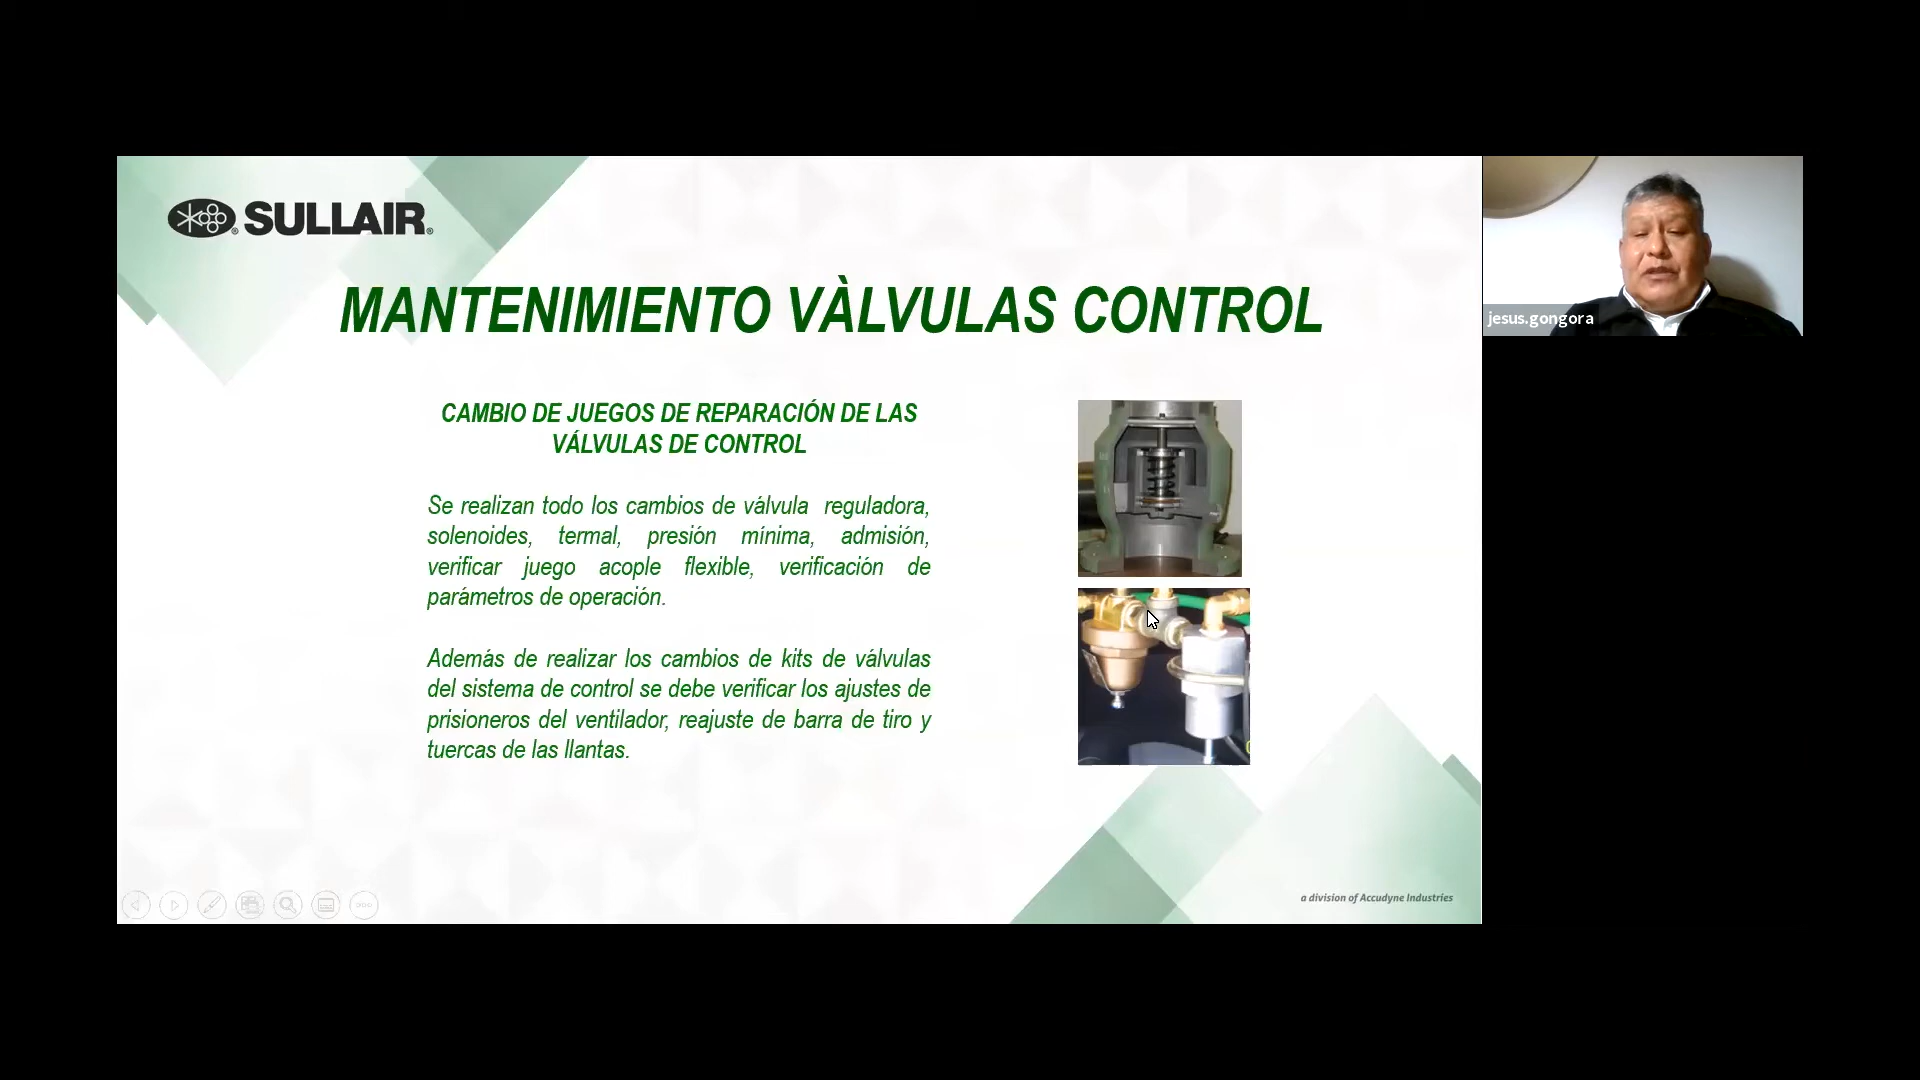 SULLAIR
MANTENIMIENTO VÀLVULAS CONTROL
CAMBIO DE JUEGOS DE REPARACIÓN DE LAS
VÁLVULAS DE CONTROL
Se realizan todo los cambios de válvula reguladora,
solenoides, termal, presión mínima, admisión,
verificar juego acople flexible, verificación de
parámetros de operación.
Además de realizar los cambios de kits de válvulas
del sistema de control se debe verificar los ajustes de
prisioneros del ventilador, reajuste de barra de tiro y
tuercas de las llantas.
a division of Accudyne Industries
jesus.gongora